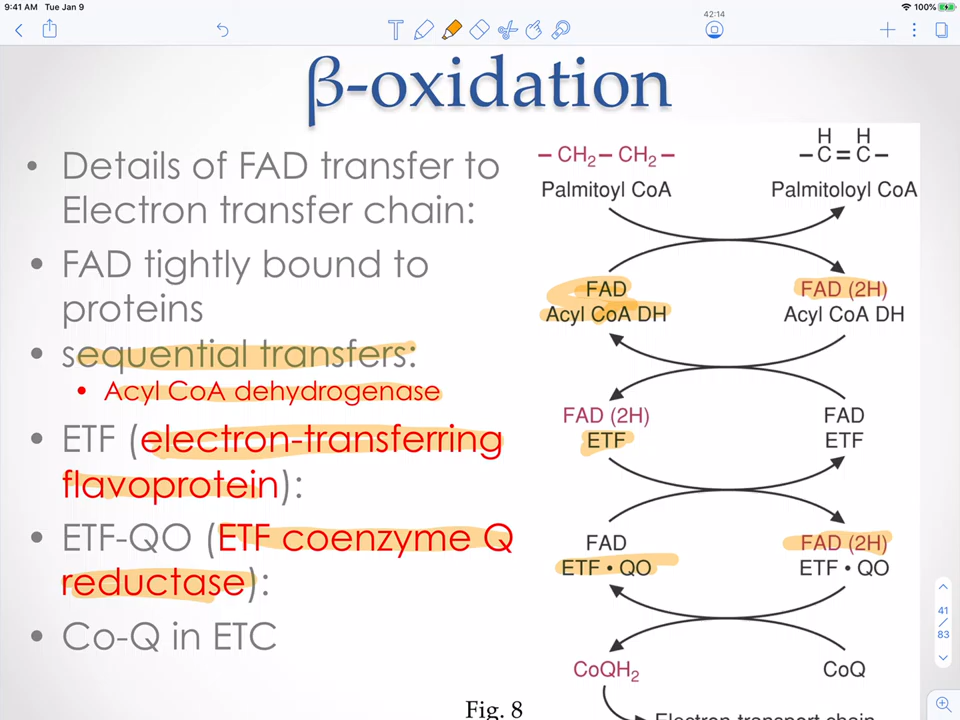 9:41 AM Tue Jan 9
100%
42:14
β-oxidation
• Details of FAD transfer to
Electron transfer chain:
• FAD tightly bound to
proteins
• sequential transfers:
• Acyl CoA dehydrogenase
• ETF (electron-transferring
flavoprotein):
• ETF-QO (ETF coenzyme Q
reductase):
• Co-Q in ETC
H H
– CH₂ – CH₂ –
– C = C –
Palmitoyl CoA
Palmitoloyl CoA
FAD
Acyl CoA DH
FAD (2H)
Acyl CoA DH
FAD (2H)
ETF
FAD
ETF
FAD
ETF • QO
FAD (2H)
ETF • QO
CoQH₂
CoQ
Electron transport chain
Fig. 8
41
/
83